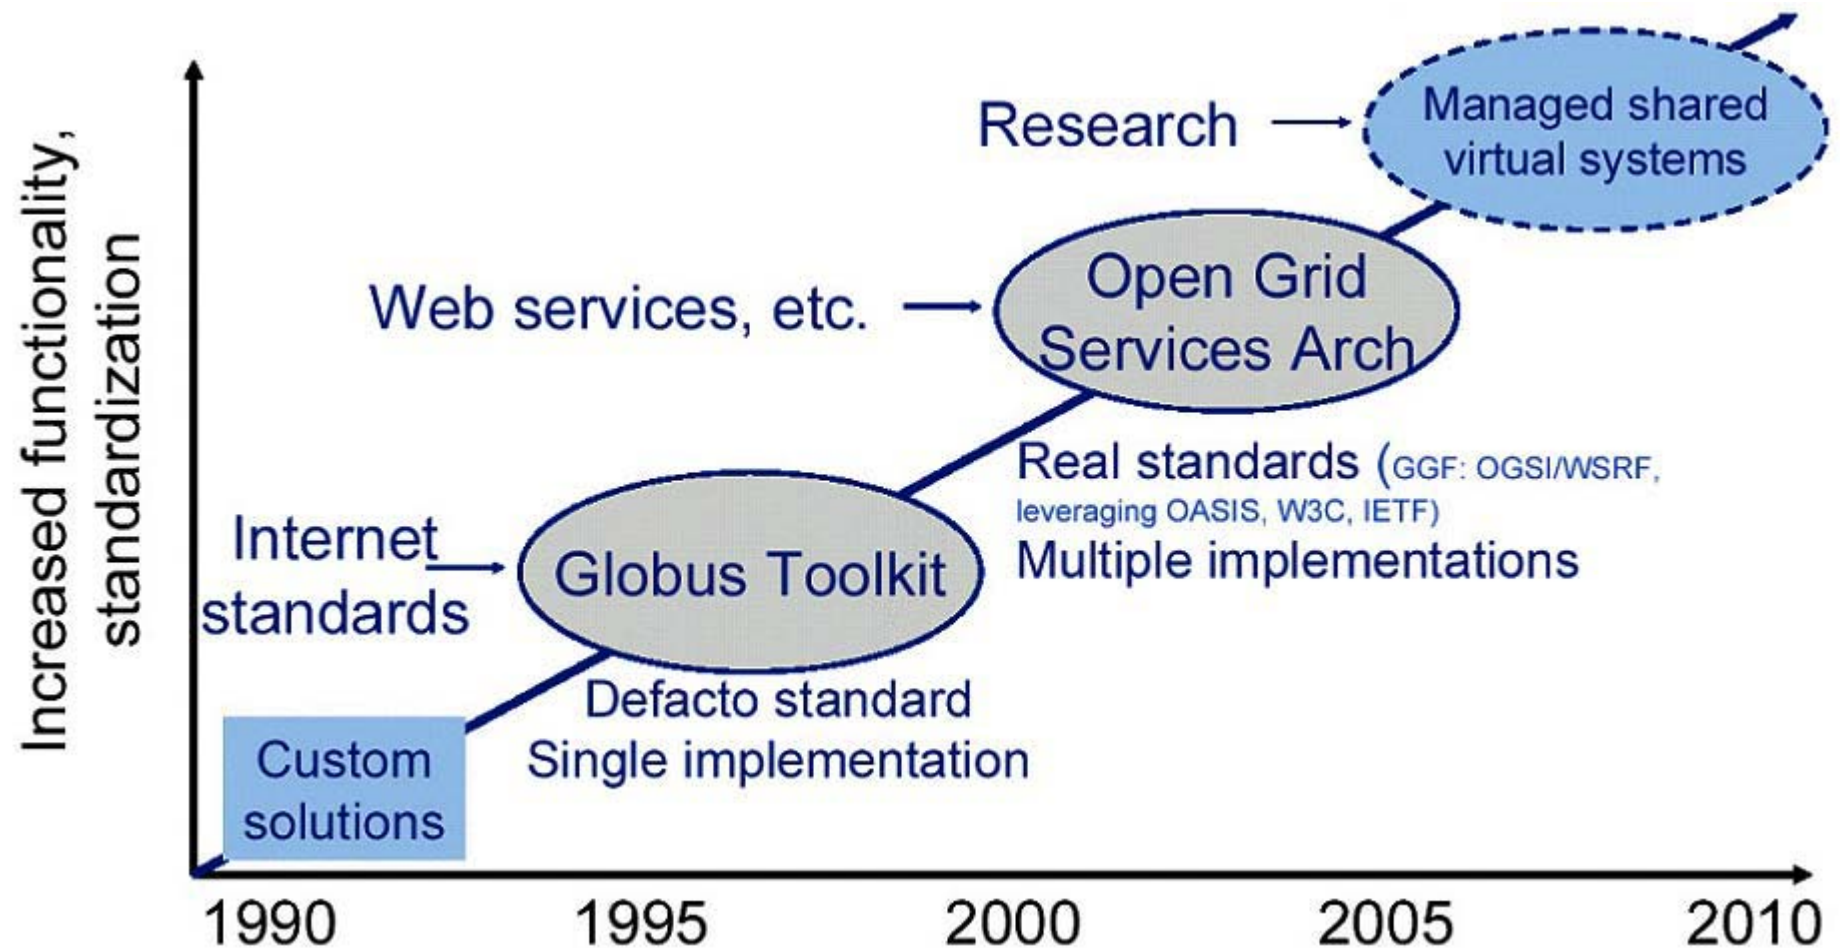 Increased functionality,
standardization
Research
Managed shared
virtual systems
Web services, etc.
Open Grid
Services Arch
Real standards (GGF: OGSI/WSRF,
leveraging OASIS, W3C, IETF)
Multiple implementations
Internet
standards
Globus Toolkit
Defacto standard
Single implementation
Custom
solutions
1990 1995 2000 2005 2010